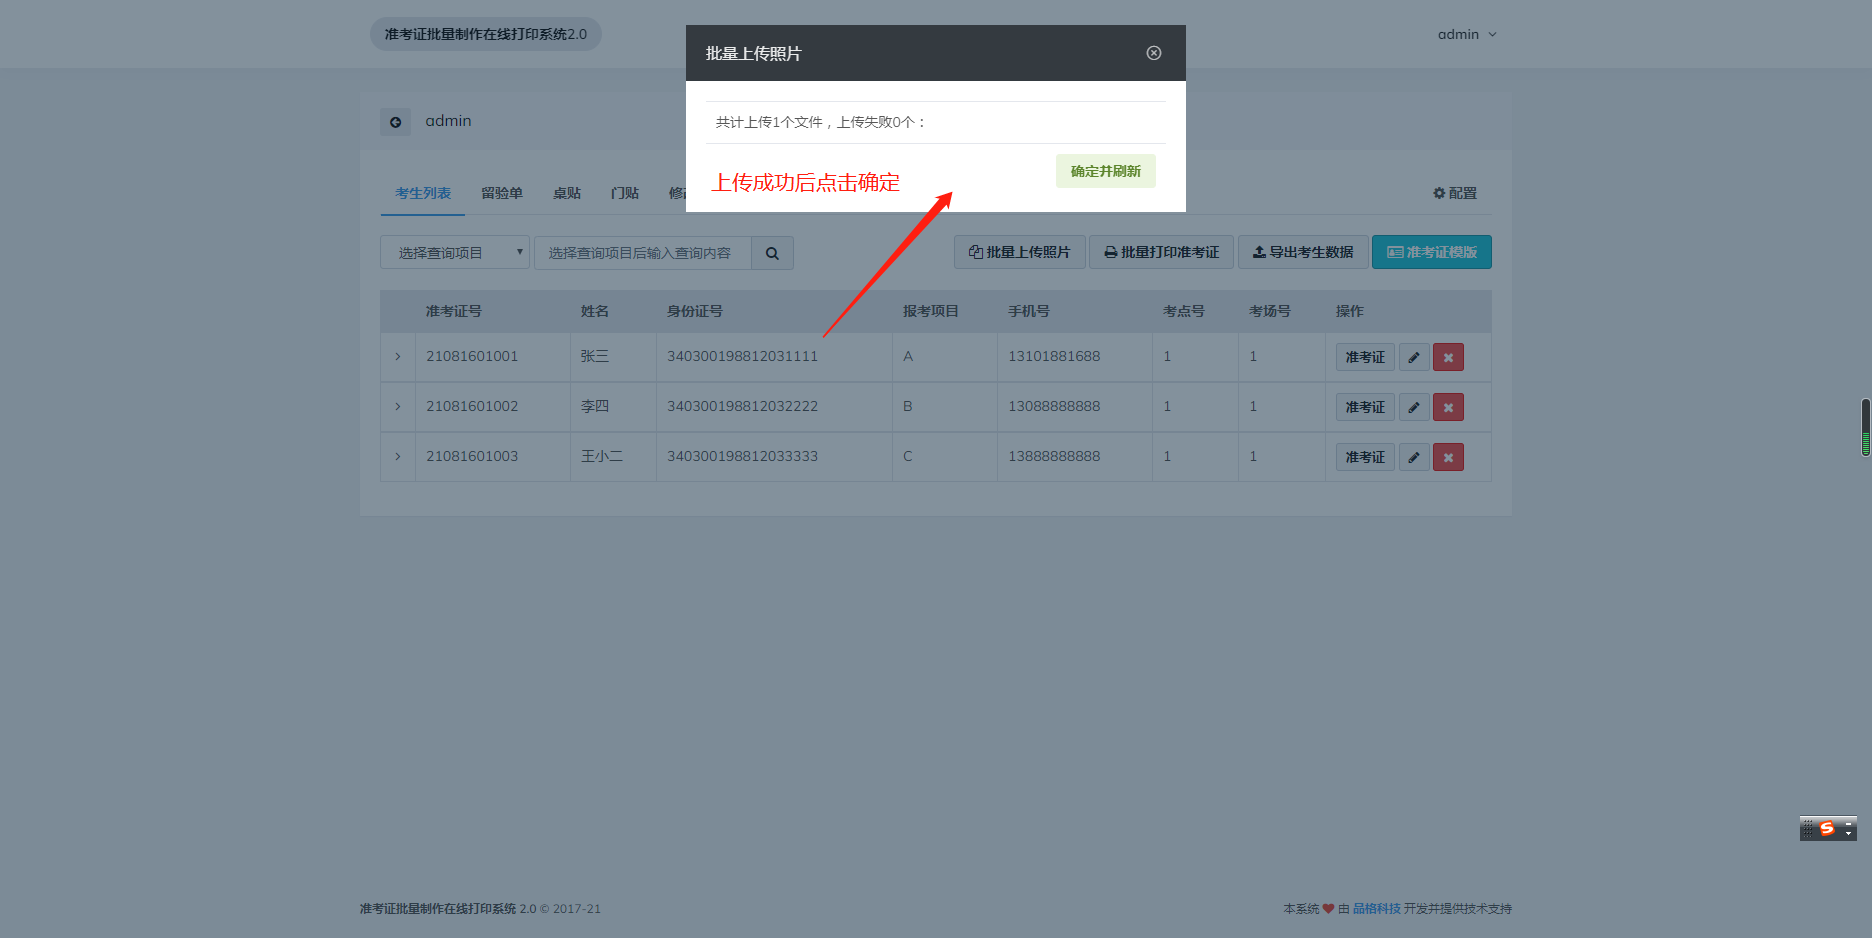 准考证批量制作在线打印系统2.0
admin
批量上传照片
共计上传1个文件，上传失败0个：
确定并刷新
上传成功后点击确定
admin
考生列表 留验单 桌贴 门贴 修 配置
选择查询项目 选择查询项目后输入查询内容 批量上传照片 批量打印准考证 导出考生数据 准考证模版
准考证号 姓名 身份证号 报考项目 手机号 考点号 考场号 操作
21081601001 张三 340300198812031111 A 13101881688 1 1 准考证
21081601002 李四 340300198812032222 B 13088888888 1 1 准考证
21081601003 王小二 340300198812033333 C 13888888888 1 1 准考证
准考证批量制作在线打印系统 2.0 © 2017-21
本系统 ❤ 由 品格科技 开发并提供技术支持